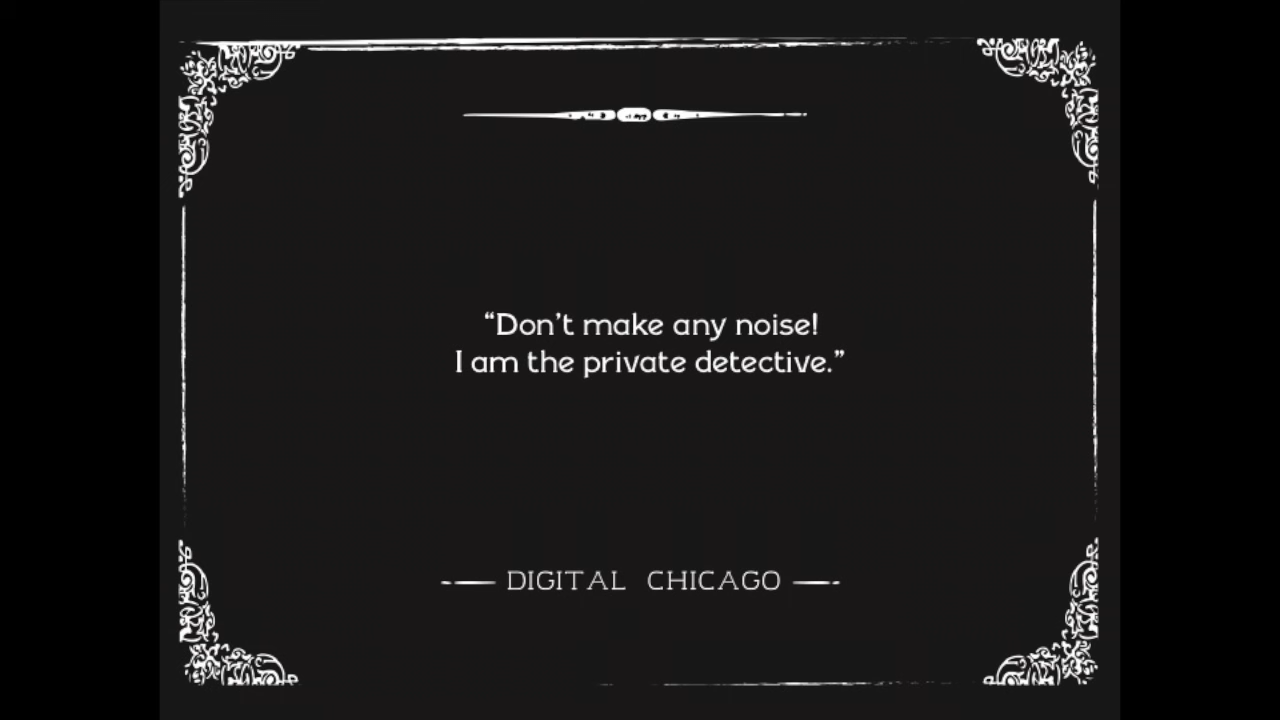 “Don’t make any noise!
I am the private detective.”
DIGITAL CHICAGO